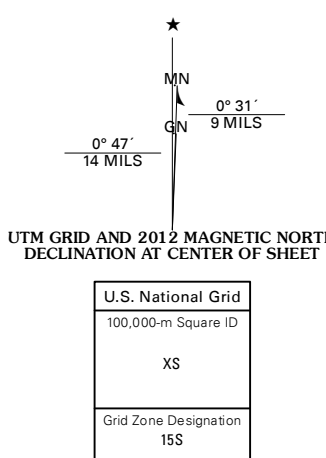 ★
MN
0° 31´
9 MILS
GN
0° 47´
14 MILS
UTM GRID AND 2012 MAGNETIC NORTH
DECLINATION AT CENTER OF SHEET
U.S. National Grid
100,000-m Square ID
XS
Grid Zone Designation
15S